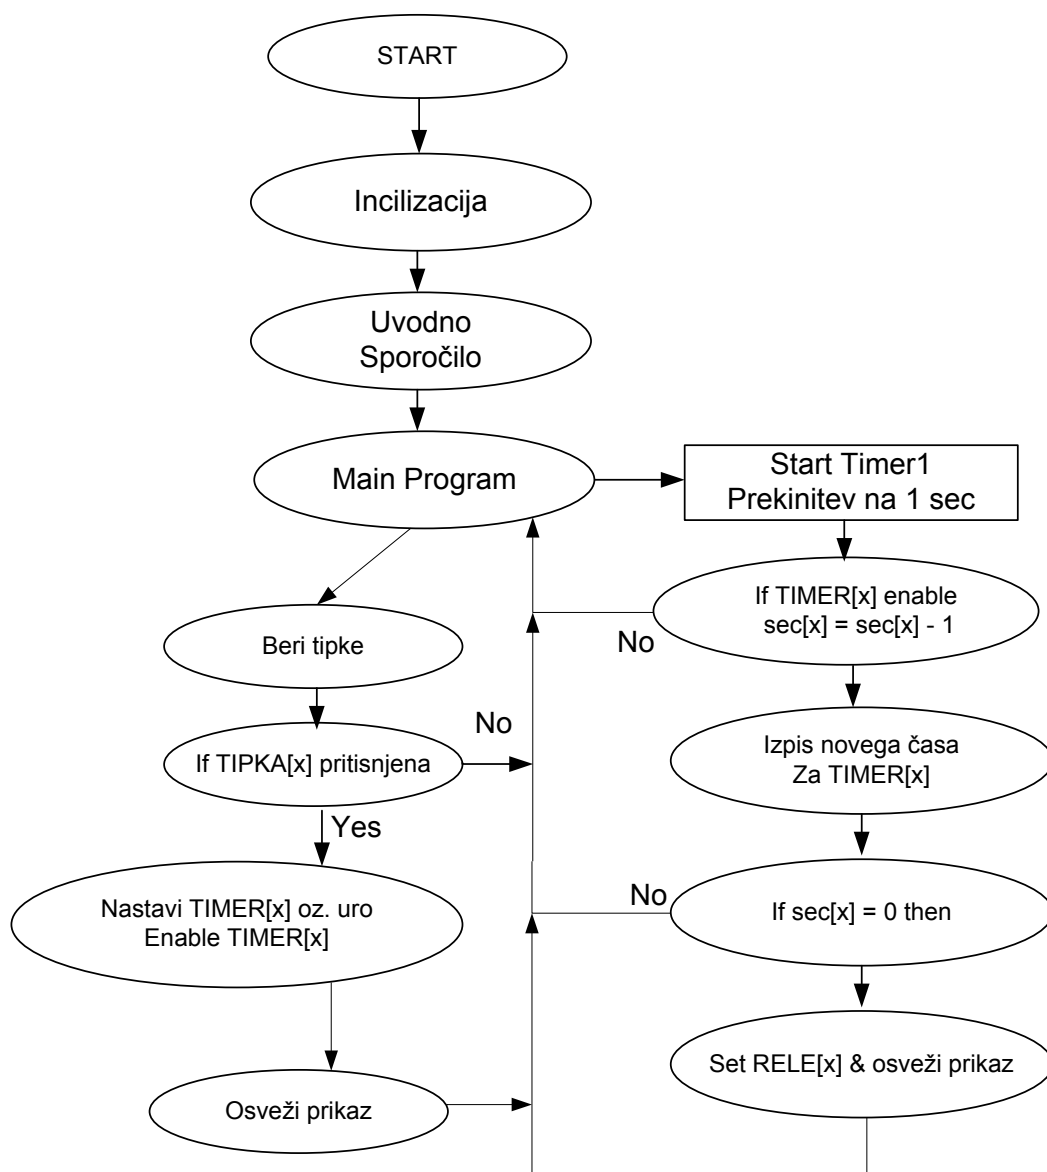 START
Incilizacija
Uvodno
Sporočilo
Main Program
Start Timer1
Prekinitev na 1 sec
If TIMER[x] enable
sec[x] = sec[x] - 1
No
Beri tipke
No
If TIPKA[x] pritisnjena
Yes
Izpis novega časa
Za TIMER[x]
Nastavi TIMER[x] oz. uro
Enable TIMER[x]
No
If sec[x] = 0 then
Set RELE[x] & osveži prikaz
Osveži prikaz